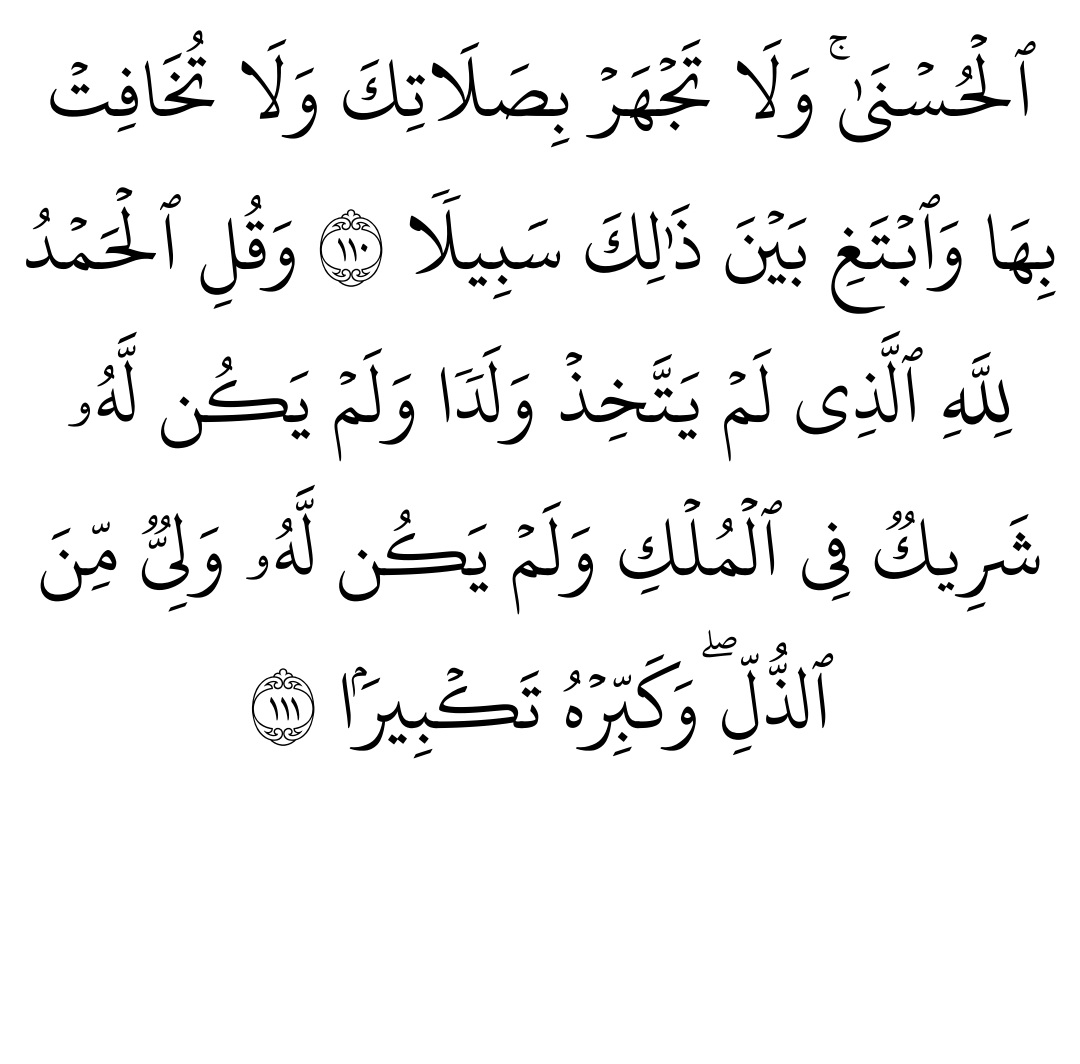 ٱلۡحُسۡنَىٰۚ وَلَا تَجۡهَرۡ بِصَلَاتِكَ وَلَا تُخَافِتۡ
بِهَا وَٱبۡتَغِ بَيۡنَ ذَٰلِكَ سَبِيلَٗا ١١٠ وَقُلِ ٱلۡحَمۡدُ
لِلَّهِ ٱلَّذِي لَمۡ يَتَّخِذۡ وَلَدَٗا وَلَمۡ يَكُن لَّهُۥ
شَرِيكٞ فِي ٱلۡمُلۡكِ وَلَمۡ يَكُن لَّهُۥ وَلِيّٞ مِّنَ
ٱلذُّلِّۖ وَكَبِّرۡهُ تَكۡبِيرَۢا ١١١